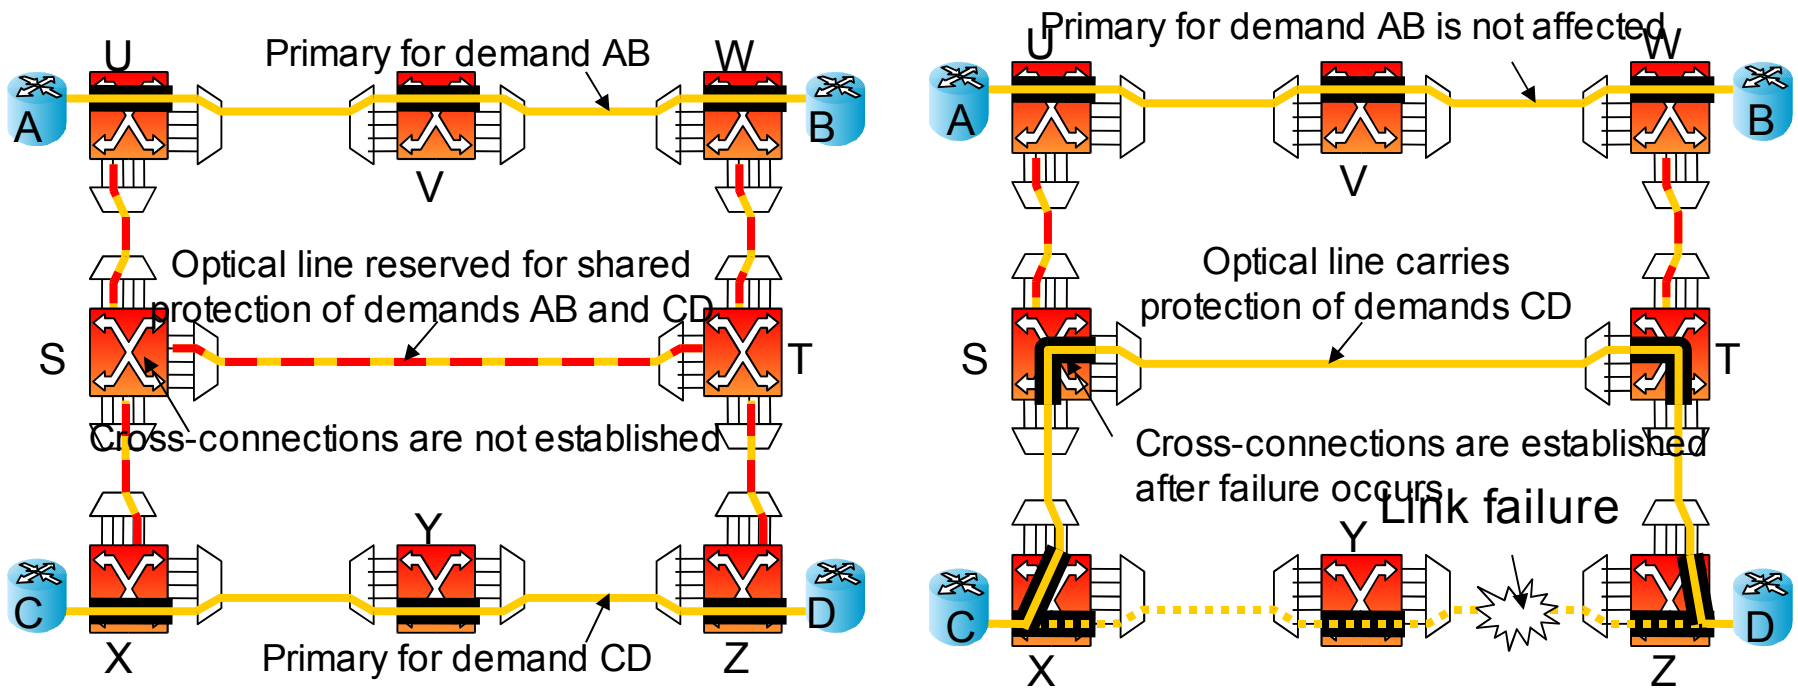 Primary for demand AB
U
W
A
B
V
Optical line reserved for shared
protection of demands AB and CD
S
T
Cross-connections are not established
Y
C
D
X
Primary for demand CD
Z
Primary for demand AB is not affected
U
W
A
B
V
Optical line carries
protection of demands CD
S
T
Cross-connections are established
after failure occurs
Link failure
Y
C
D
X
Z